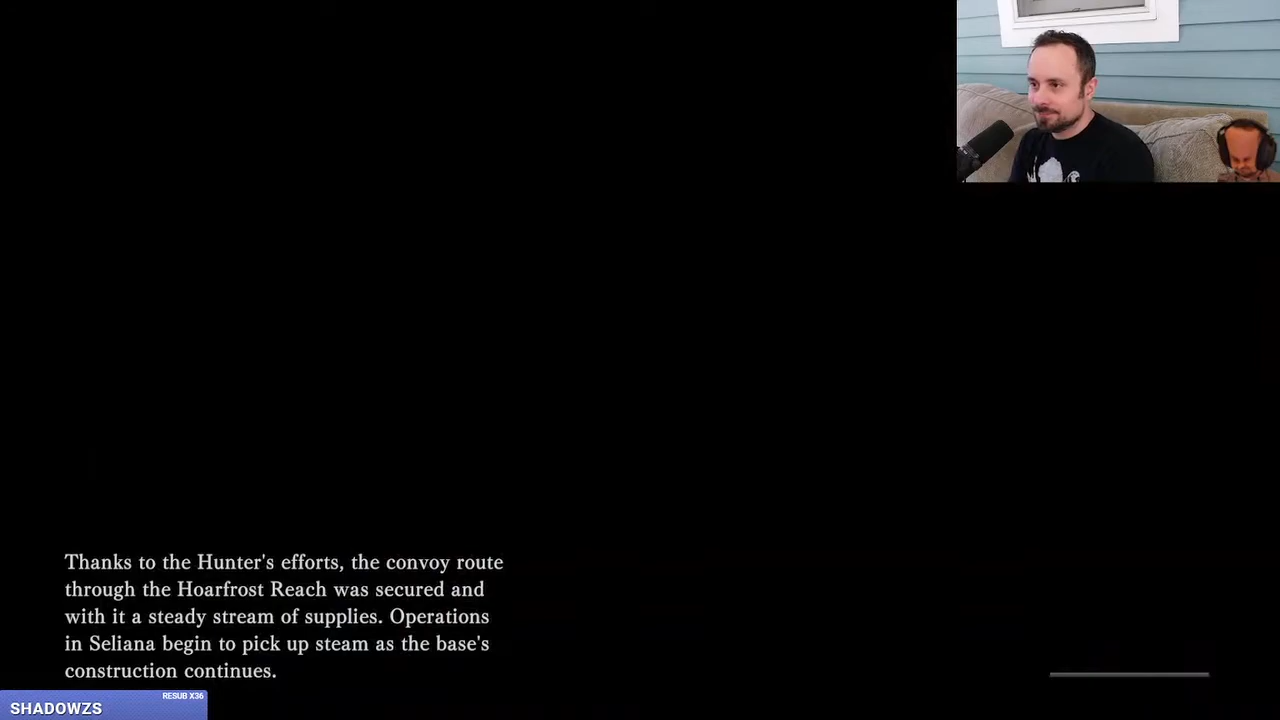 Thanks to the Hunter's efforts, the convoy route
through the Hoarfrost Reach was secured and
with it a steady stream of supplies. Operations
in Seliana begin to pick up steam as the base's
construction continues.
RESUB X36
SHADOWZS